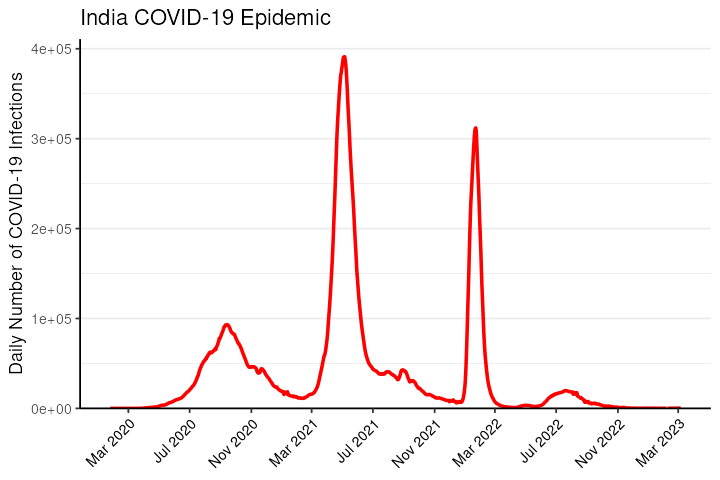 India COVID-19 Epidemic
Daily Number of COVID-19 Infections
4e+05
3e+05
2e+05
1e+05
0e+00
Mar 2020
Jul 2020
Nov 2020
Mar 2021
Jul 2021
Nov 2021
Mar 2022
Jul 2022
Nov 2022
Mar 2023